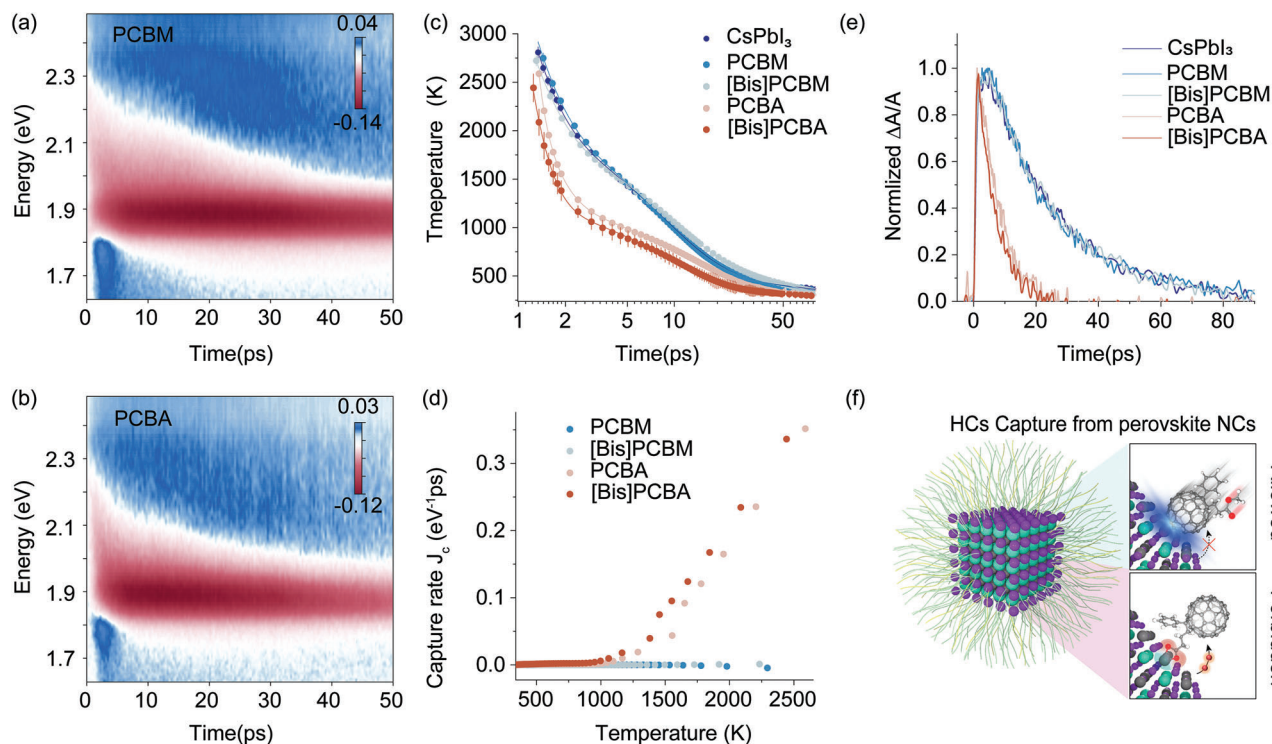 (a)
PCBM
0.04
-0.14
2.3
2.1
1.9
1.7
Energy (eV)
0 10 20 30 40 50
Time(ps)
(b)
PCBA
0.03
-0.12
2.3
2.1
1.9
1.7
Energy (eV)
0 10 20 30 40 50
Time(ps)
(c)
3000
2500
2000
1500
1000
500
Tmeperature (K)
CsPbI₃
PCBM
[Bis]PCBM
PCBA
[Bis]PCBA
1 2 5 10 50
Time(ps)
(d)
0.3
0.2
0.1
0.0
Capture rate J_c (eV⁻¹ps)
PCBM
[Bis]PCBM
PCBA
[Bis]PCBA
500 1000 1500 2000 2500
Temperature (K)
(e)
1.0
0.8
0.6
0.4
0.2
0.0
Normlized ΔA/A
CsPbI₃
PCBM
[Bis]PCBM
PCBA
[Bis]PCBA
0 20 40 60 80
Time(ps)
(f)
HCs Capture from perovskite NCs